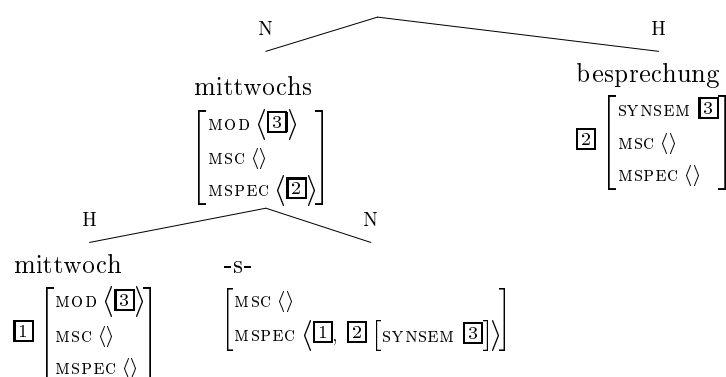 N H
mittwochs besprechung
MOD ⟨[3]⟩
MSC ⟨⟩
MSPEC ⟨[2]⟩
[2] SYNSEM [3]
MSC ⟨⟩
MSPEC ⟨⟩
H N
mittwoch -s-
[1] MOD ⟨[3]⟩
MSC ⟨⟩
MSPEC ⟨⟩
MSC ⟨⟩
MSPEC ⟨[1], [2] [SYNSEM [3]]⟩